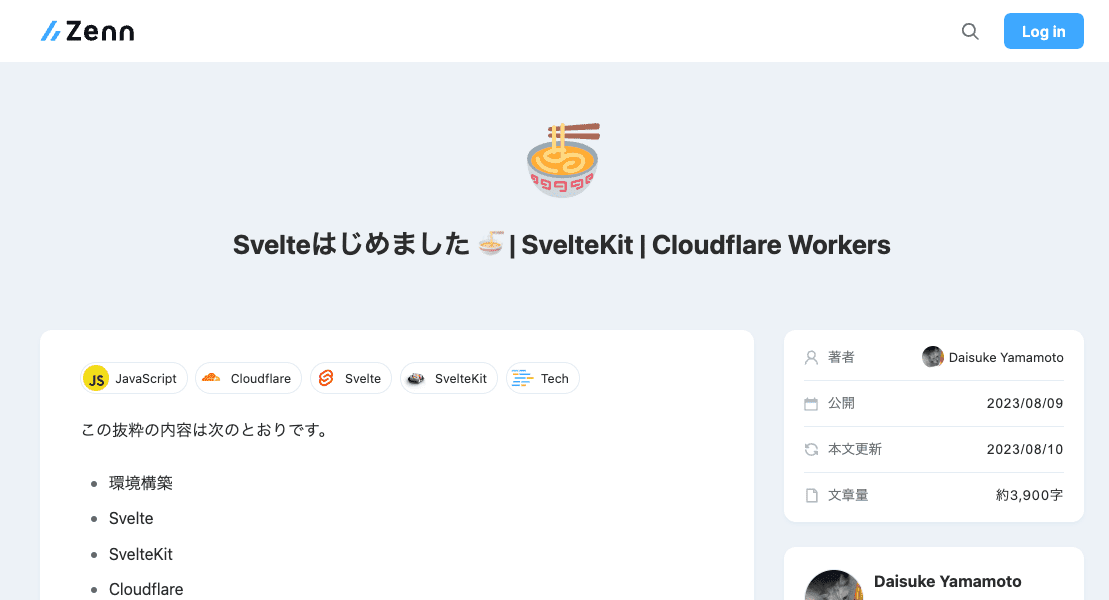 Zenn
Log in
Svelteはじめました 🍜 | SvelteKit | Cloudflare Workers
JavaScript
Cloudflare
Svelte
SvelteKit
Tech
この抜粋の内容は次のとおりです。
環境構築
Svelte
SvelteKit
Cloudflare
著者 Daisuke Yamamoto
公開 2023/08/09
本文更新 2023/08/10
文章量 約3,900字
Daisuke Yamamoto